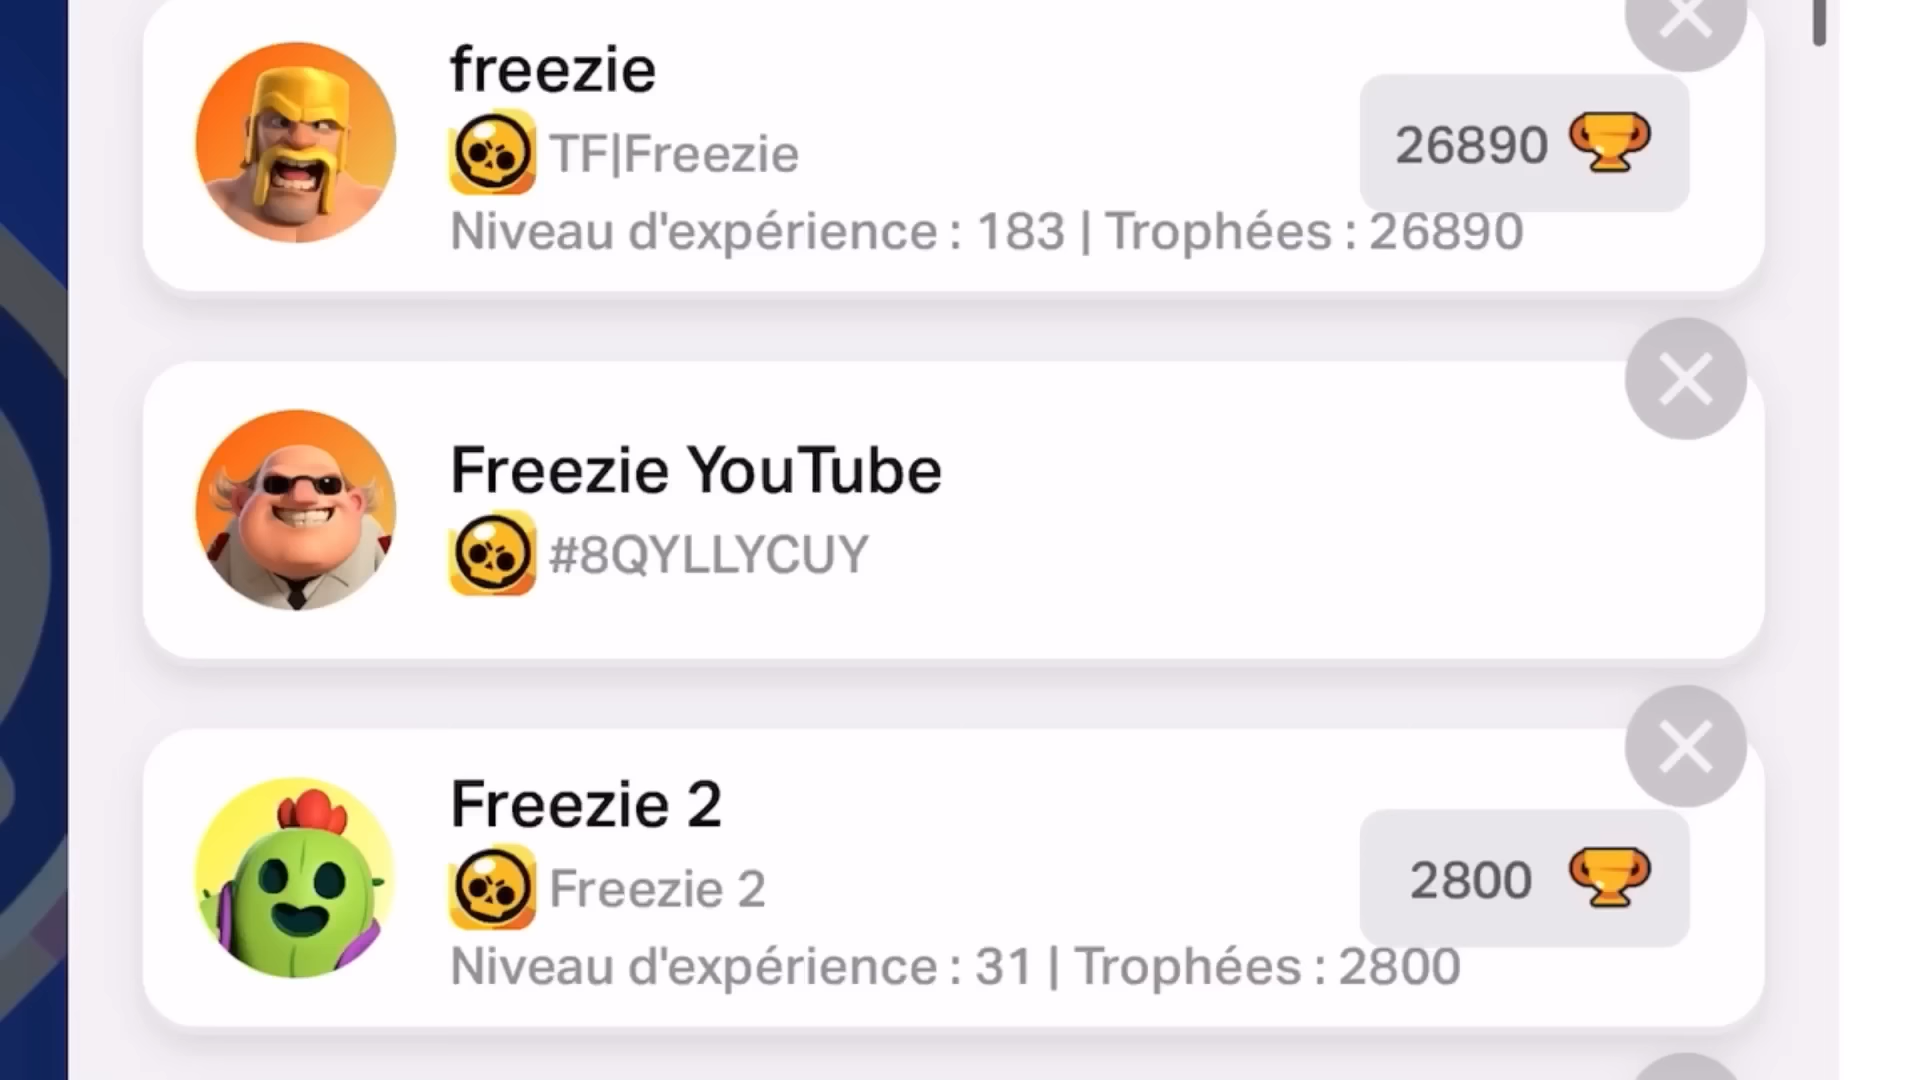 freezie
TF|Freezie
26890
Niveau d'expérience : 183 | Trophées : 26890
Freezie YouTube
#8QYLLYCUY
Freezie 2
Freezie 2
2800
Niveau d'expérience : 31 | Trophées : 2800